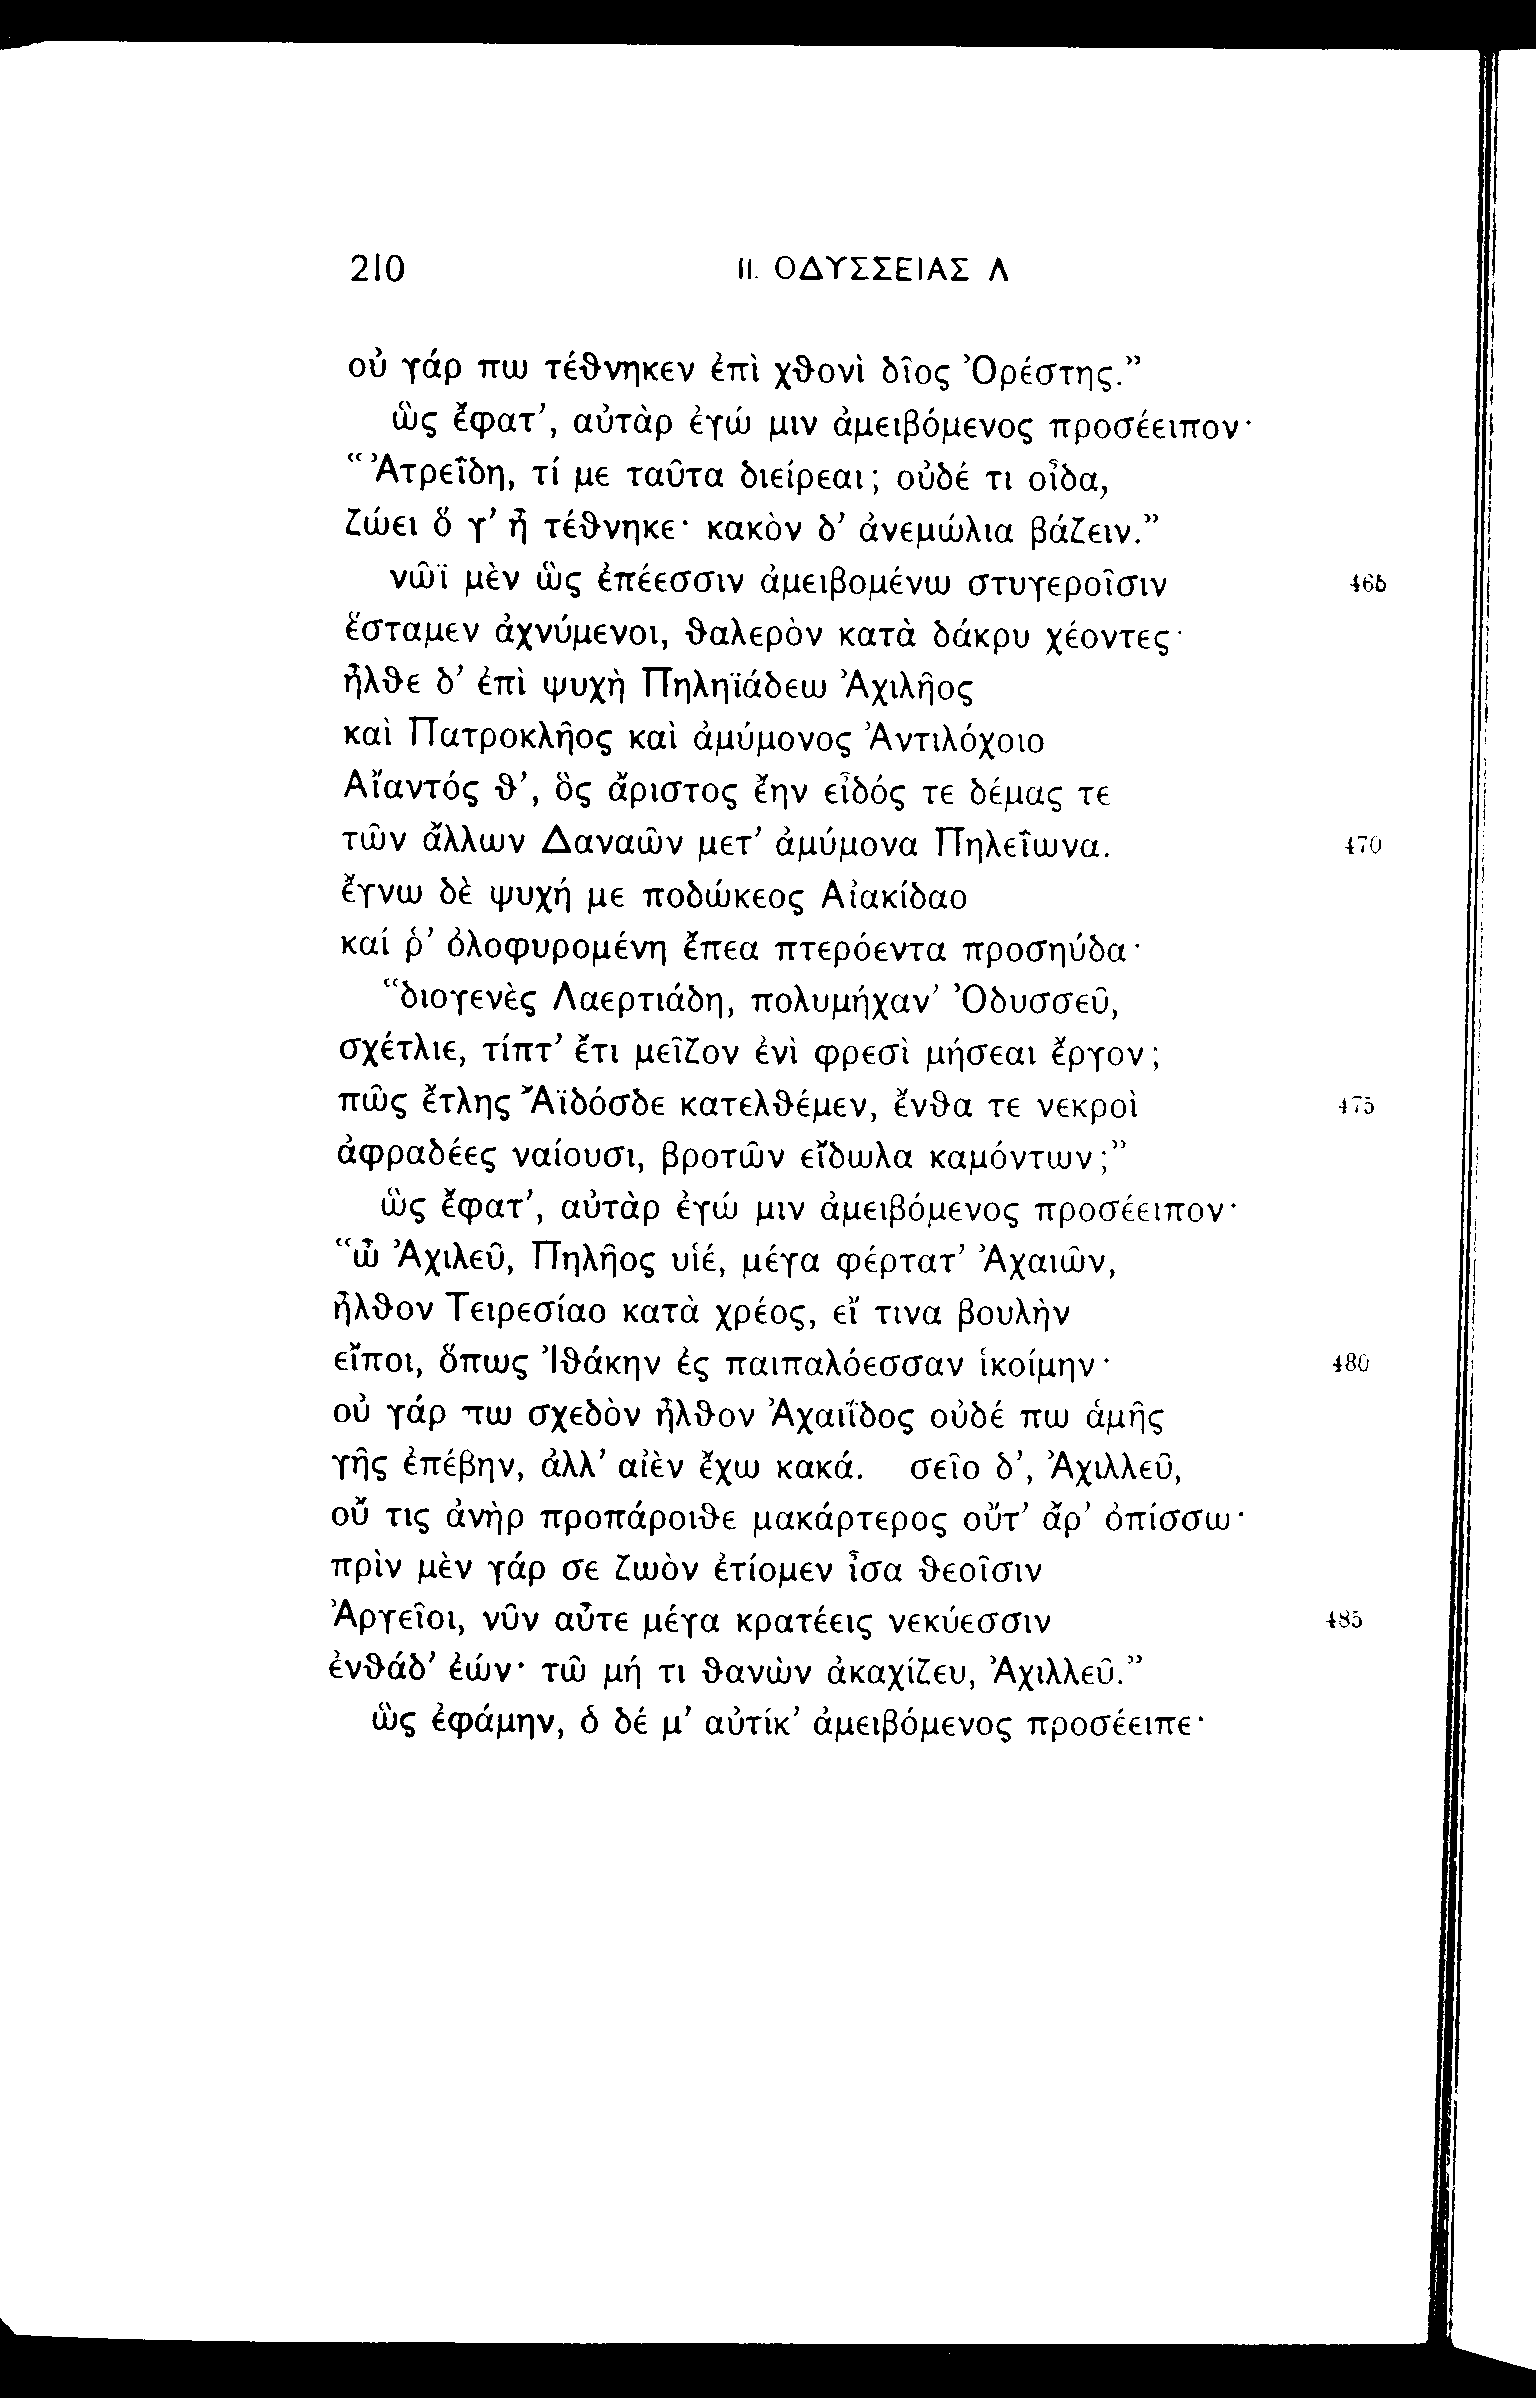 210 11. ΟΔΥΣΣΕΙΑΣ Λ
οὐ γάρ πω τέθνηκεν ἐπὶ χθονὶ δῖος Ὀρέστης.”
ὣς ἔφατ’, αὐτὰρ ἐγώ μιν ἀμειβόμενος προσέειπον·
“Ἀτρεΐδη, τί με ταῦτα διείρεαι; οὐδέ τι οἶδα,
ζώει ὅ γ’ ἦ τέθνηκε· κακὸν δ’ ἀνεμώλια βάζειν.”
νῶϊ μὲν ὣς ἐπέεσσιν ἀμειβομένω στυγεροῖσιν 465
ἕσταμεν ἀχνύμενοι, θαλερὸν κατὰ δάκρυ χέοντες·
ἦλθε δ’ ἐπὶ ψυχὴ Πηληϊάδεω Ἀχιλῆος
καὶ Πατροκλῆος καὶ ἀμύμονος Ἀντιλόχοιο
Αἴαντός θ’, ὃς ἄριστος ἔην εἶδός τε δέμας τε
τῶν ἄλλων Δαναῶν μετ’ ἀμύμονα Πηλεΐωνα. 470
ἔγνω δὲ ψυχή με ποδώκεος Αἰακίδαο
καί ῥ’ ὀλοφυρομένη ἔπεα πτερόεντα προσηύδα·
“διογενὲς Λαερτιάδη, πολυμήχαν’ Ὀδυσσεῦ,
σχέτλιε, τίπτ’ ἔτι μεῖζον ἐνὶ φρεσὶ μήσεαι ἔργον;
πῶς ἔτλης Ἄϊδόσδε κατελθέμεν, ἔνθα τε νεκροὶ 475
ἀφραδέες ναίουσι, βροτῶν εἴδωλα καμόντων;”
ὣς ἔφατ’, αὐτὰρ ἐγώ μιν ἀμειβόμενος προσέειπον·
“ὦ Ἀχιλεῦ, Πηλῆος υἱέ, μέγα φέρτατ’ Ἀχαιῶν,
ἦλθον Τειρεσίαο κατὰ χρέος, εἴ τινα βουλὴν
εἴποι, ὅπως Ἰθάκην ἐς παιπαλόεσσαν ἱκοίμην· 480
οὐ γάρ πω σχεδὸν ἦλθον Ἀχαιΐδος οὐδέ πω ἁμῆς
γῆς ἐπέβην, ἀλλ’ αἰὲν ἔχω κακά. σεῖο δ’, Ἀχιλλεῦ,
οὔ τις ἀνὴρ προπάροιθε μακάρτερος οὔτ’ ἄρ’ ὀπίσσω·
πρὶν μὲν γάρ σε ζωὸν ἐτίομεν ἶσα θεοῖσιν
Ἀργεῖοι, νῦν αὖτε μέγα κρατέεις νεκύεσσιν 485
ἐνθάδ’ ἐών· τῶ μή τι θανὼν ἀκαχίζευ, Ἀχιλλεῦ.”
ὣς ἐφάμην, ὁ δέ μ’ αὐτίκ’ ἀμειβόμενος προσέειπε·